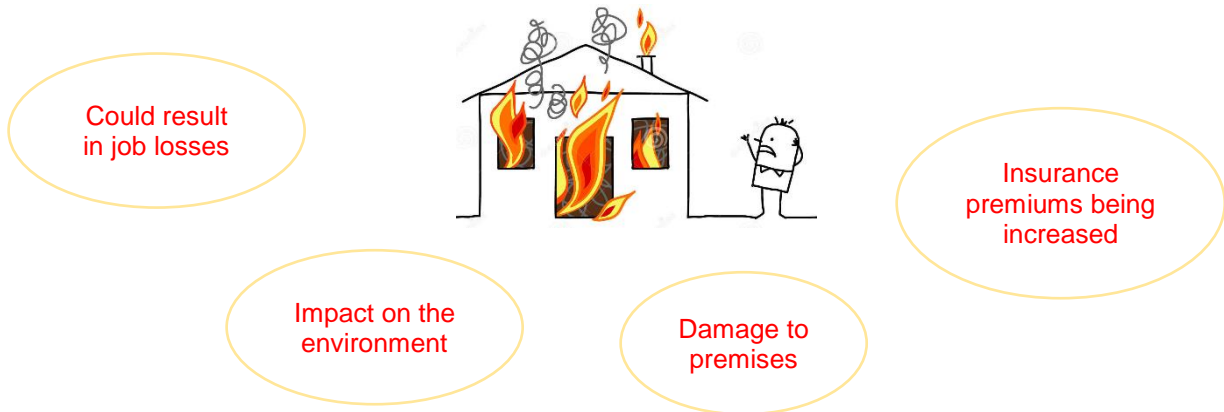 Could result
in job losses
Insurance
premiums being
increased
Impact on the
environment
Damage to
premises